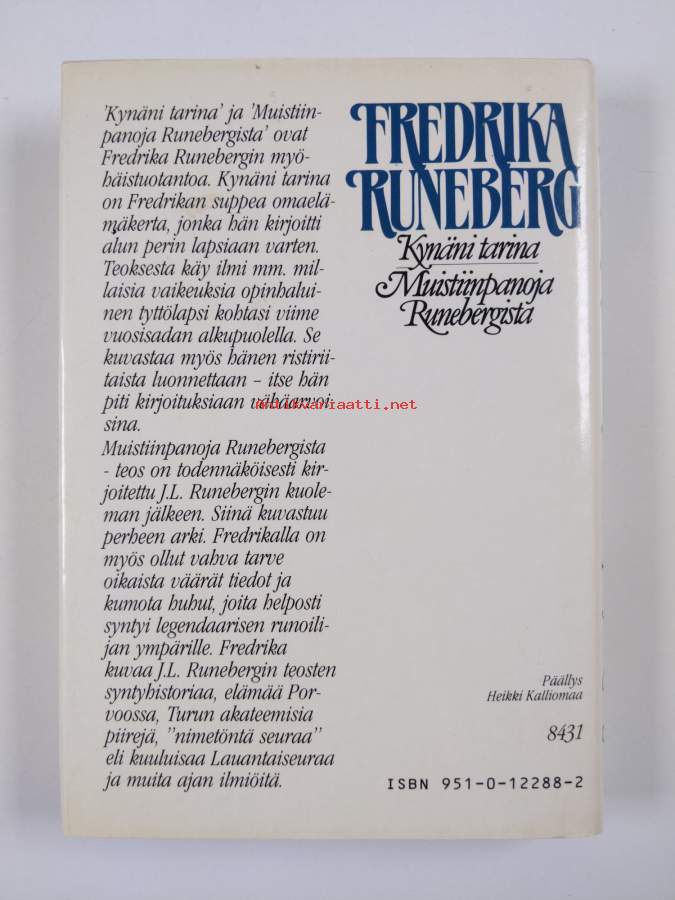 'Kynäni tarina' ja 'Muistiin-
panoja Runebergista' ovat
Fredrika Runebergin myö-
häistuotantoa. Kynäni tarina
on Fredrikan suppea omaelä-
mäkerta, jonka hän kirjoitti
alun perin lapsiaan varten.
Teoksesta käy ilmi mm. mil-
laisia vaikeuksia opinhalui-
nen tyttölapsi kohtasi viime
vuosisadan alkupuolella. Se
kuvastaa myös hänen ristirii-
taista luonnettaan – itse hän
piti kirjoituksiaan vähäarvoi-
sina.
Muistiinpanoja Runebergista
- teos on todennäköisesti kir-
joitettu J.L. Runebergin kuole-
man jälkeen. Siinä kuvastuu
perheen arki. Fredrikalla on
myös ollut vahva tarve
oikaista väärät tiedot ja
kumota huhut, joita helposti
syntyi legendaarisen runoili-
jan ympärille. Fredrika
kuvaa J.L. Runebergin teosten
syntyhistoriaa, elämää Por-
voossa, Turun akateemisia
piirejä, "nimetöntä seuraa"
eli kuuluisaa Lauantaiseuraa
ja muita ajan ilmiöitä.
FREDRIKA
RUNEBERG
Kynäni tarina
Muistiinpanoja
Runebergista
antikvariaatti.net
Päällys
Heikki Kalliomaa
8431
ISBN 951-0-12288-2